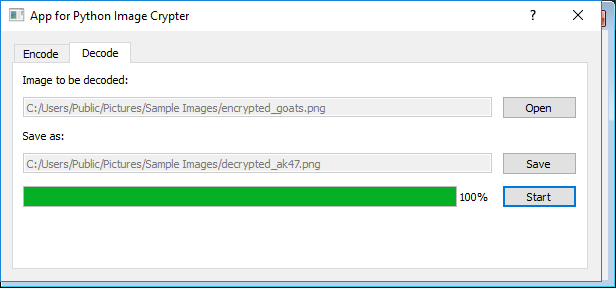 App for Python Image Crypter
Encode Decode
Image to be decoded:
C:/Users/Public/Pictures/Sample Images/encrypted_goats.png Open
Save as:
C:/Users/Public/Pictures/Sample Images/decrypted_ak47.png Save
100% Start